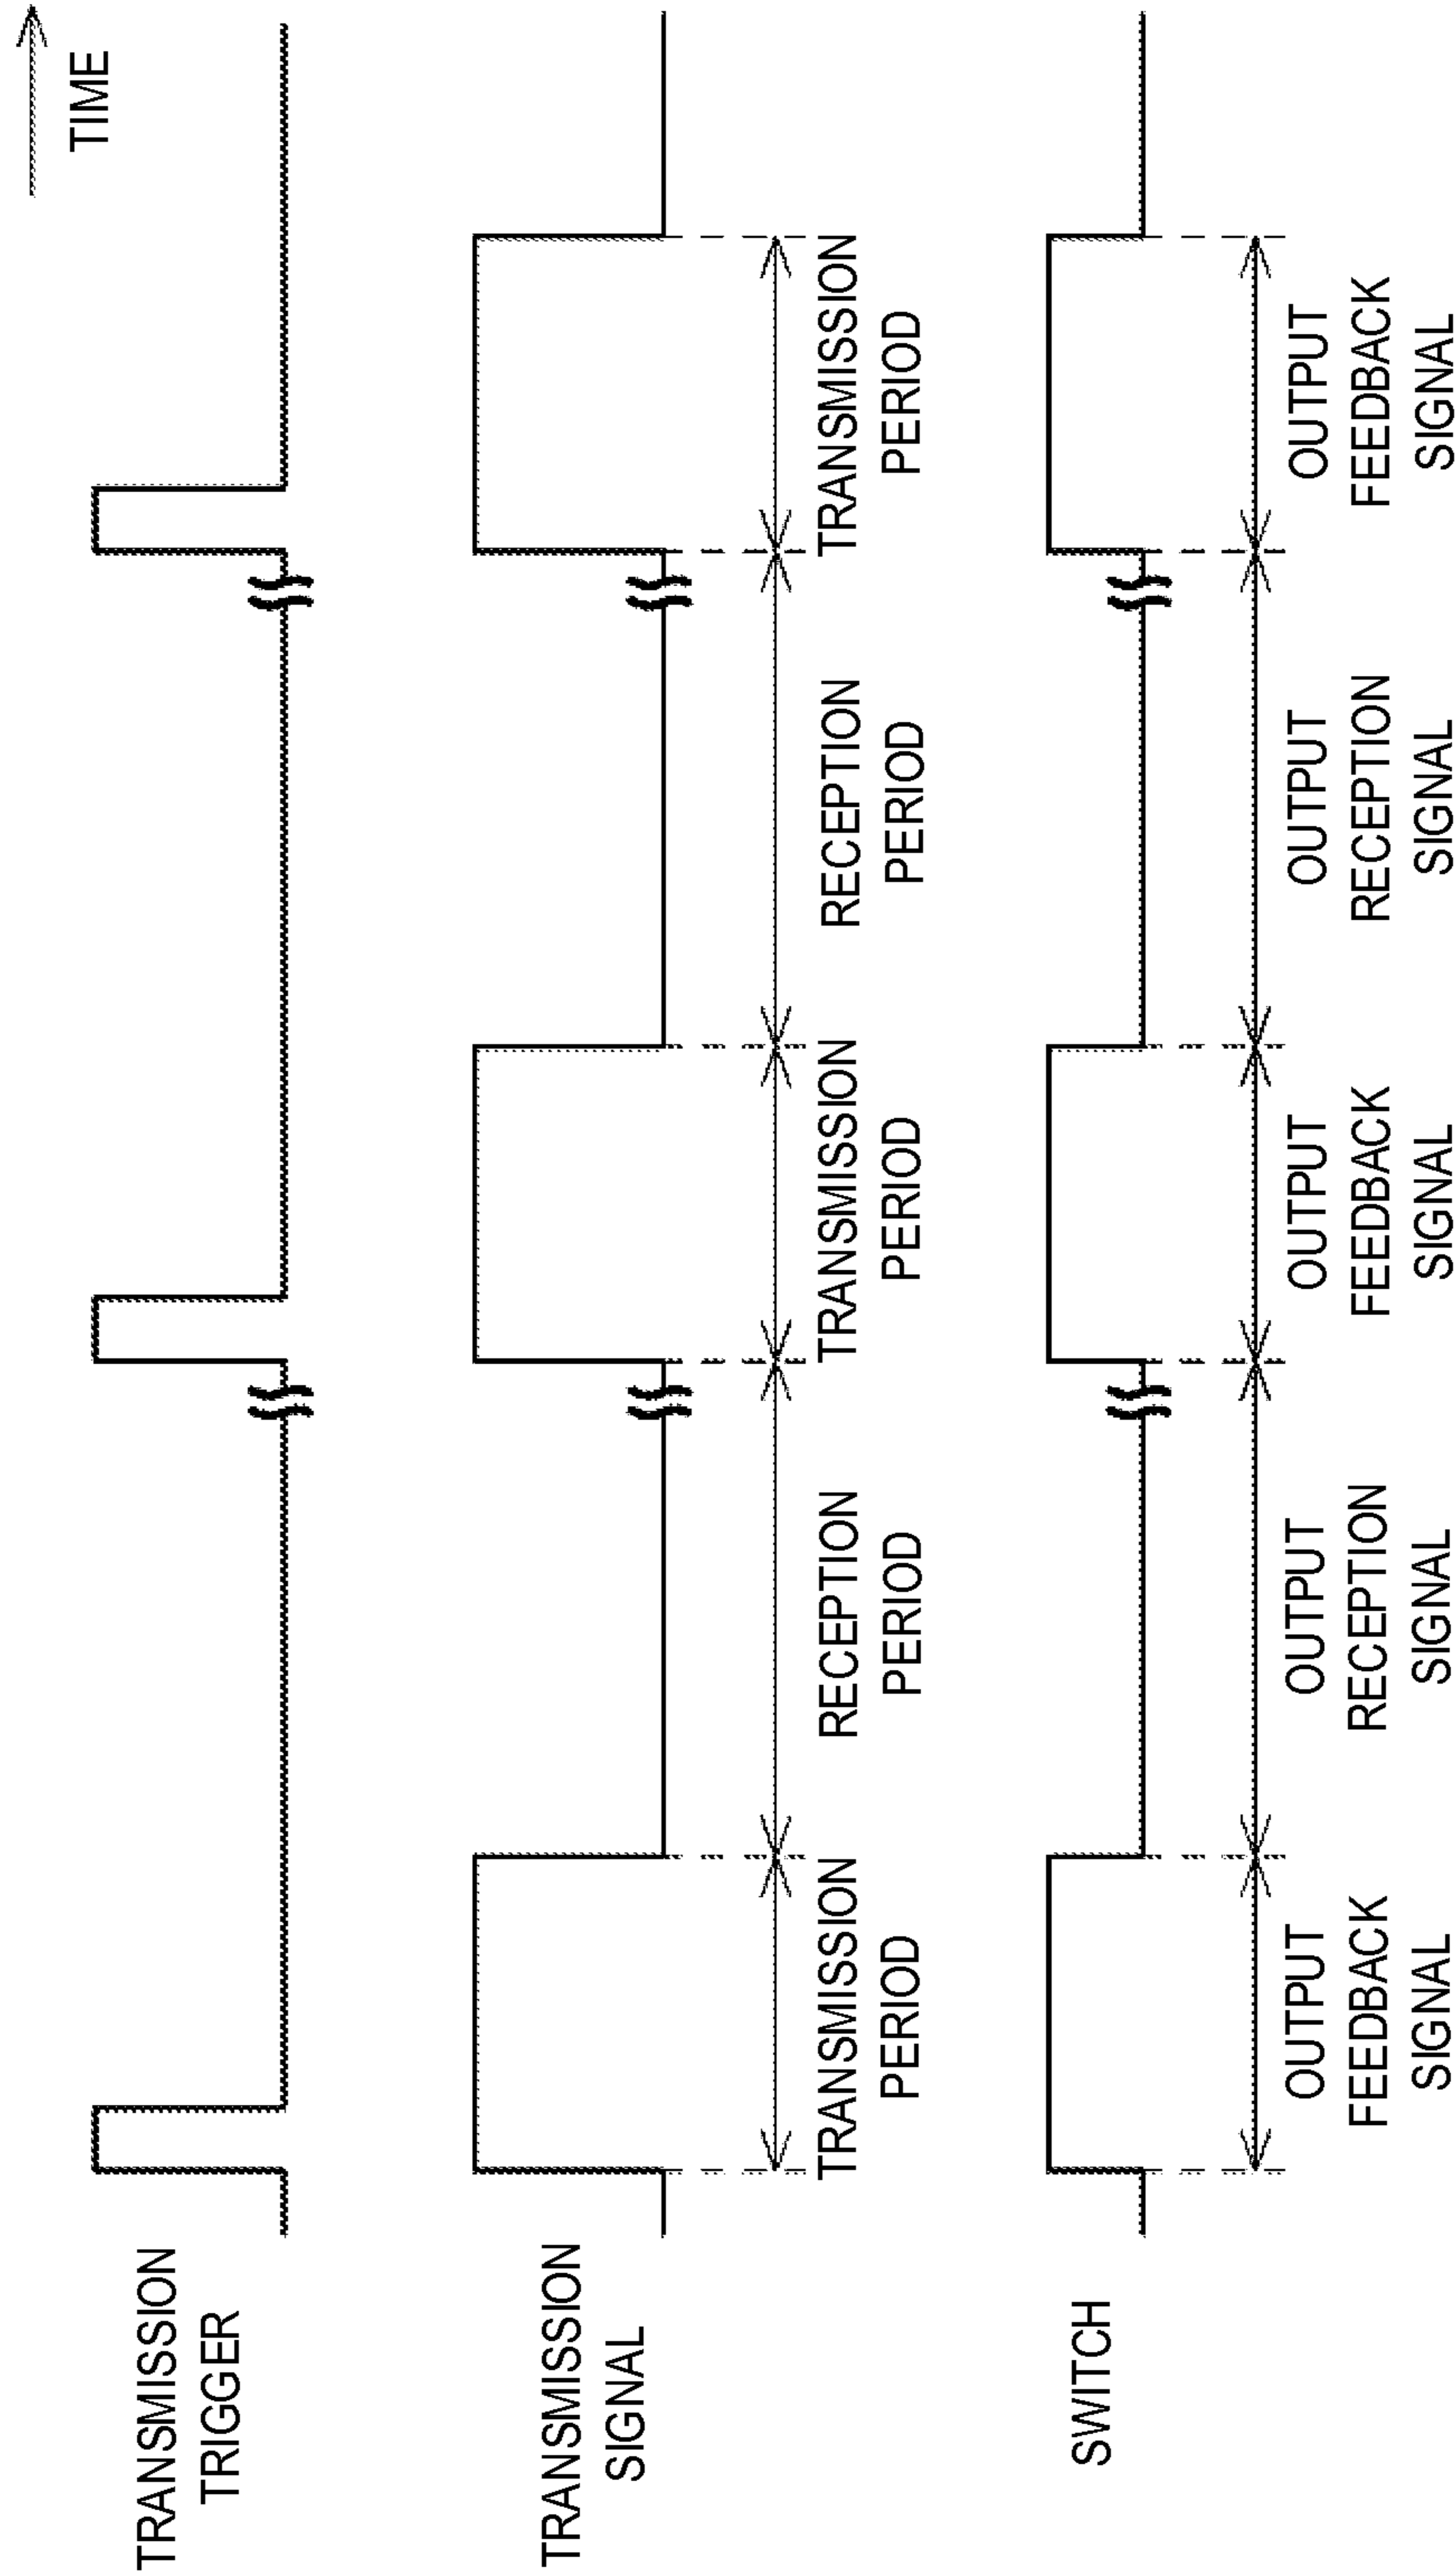 TIME
TRANSMISSION
TRIGGER
TRANSMISSION
SIGNAL
TRANSMISSION
PERIOD
RECEPTION
PERIOD
TRANSMISSION
PERIOD
RECEPTION
PERIOD
TRANSMISSION
PERIOD
SWITCH
OUTPUT
FEEDBACK
SIGNAL
OUTPUT
RECEPTION
SIGNAL
OUTPUT
FEEDBACK
SIGNAL
OUTPUT
RECEPTION
SIGNAL
OUTPUT
FEEDBACK
SIGNAL